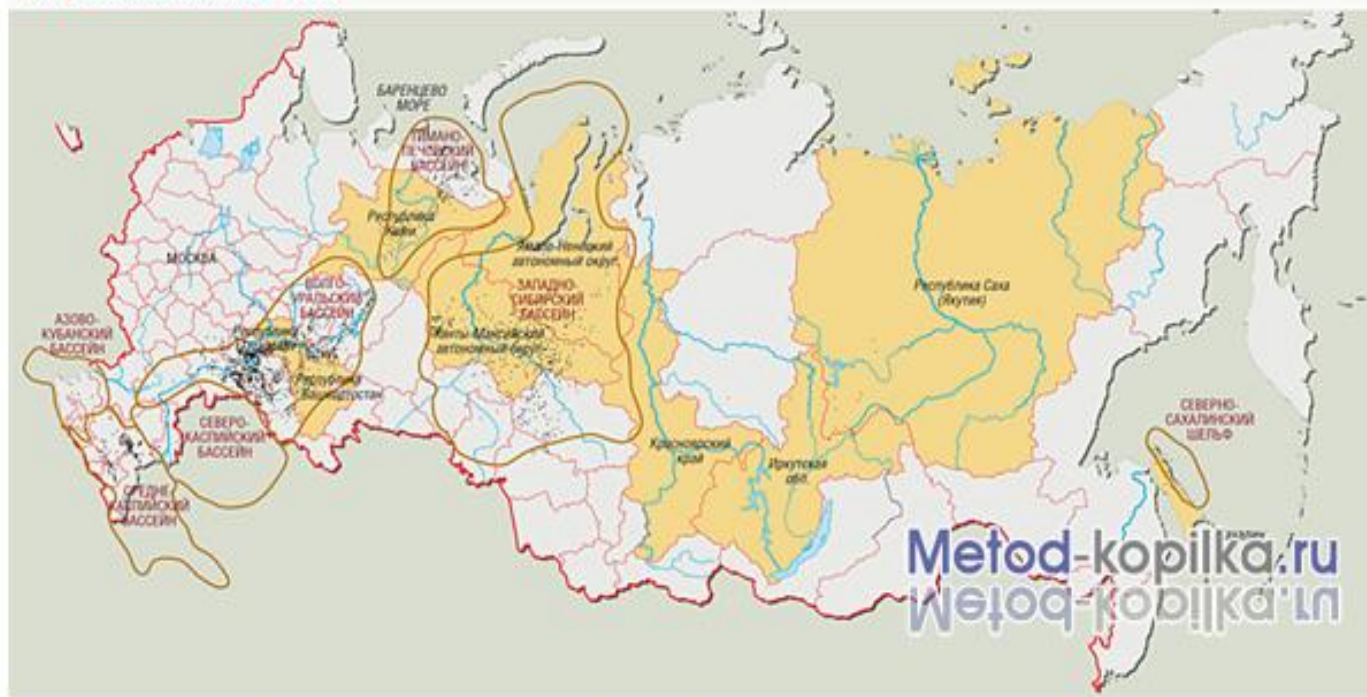 БАРЕНЦЕВО
МОРЕ
ТИМАНО-
ПЕЧОРСКИЙ
БАССЕЙН
Республика
Коми
Ямало-Ненецкий
автономный округ
МОСКВА
ВОЛГО-
УРАЛЬСКИЙ
БАССЕЙН
ЗАПАДНО-
СИБИРСКИЙ
БАССЕЙН
Республика Саха
(Якутия)
АЗОВО-
КУБАНСКИЙ
БАССЕЙН
Республика
Ханты-Мансийский
автономный округ
Республика
Башкортостан
СЕВЕРО-
КАСПИЙСКИЙ
БАССЕЙН
Красноярский
край
Иркутская
обл.
СЕВЕРНО-
САХАЛИНСКИЙ
ШЕЛЬФ
СРЕДНЕ-
КАСПИЙСКИЙ
БАССЕЙН
Metod-kopilka.ru